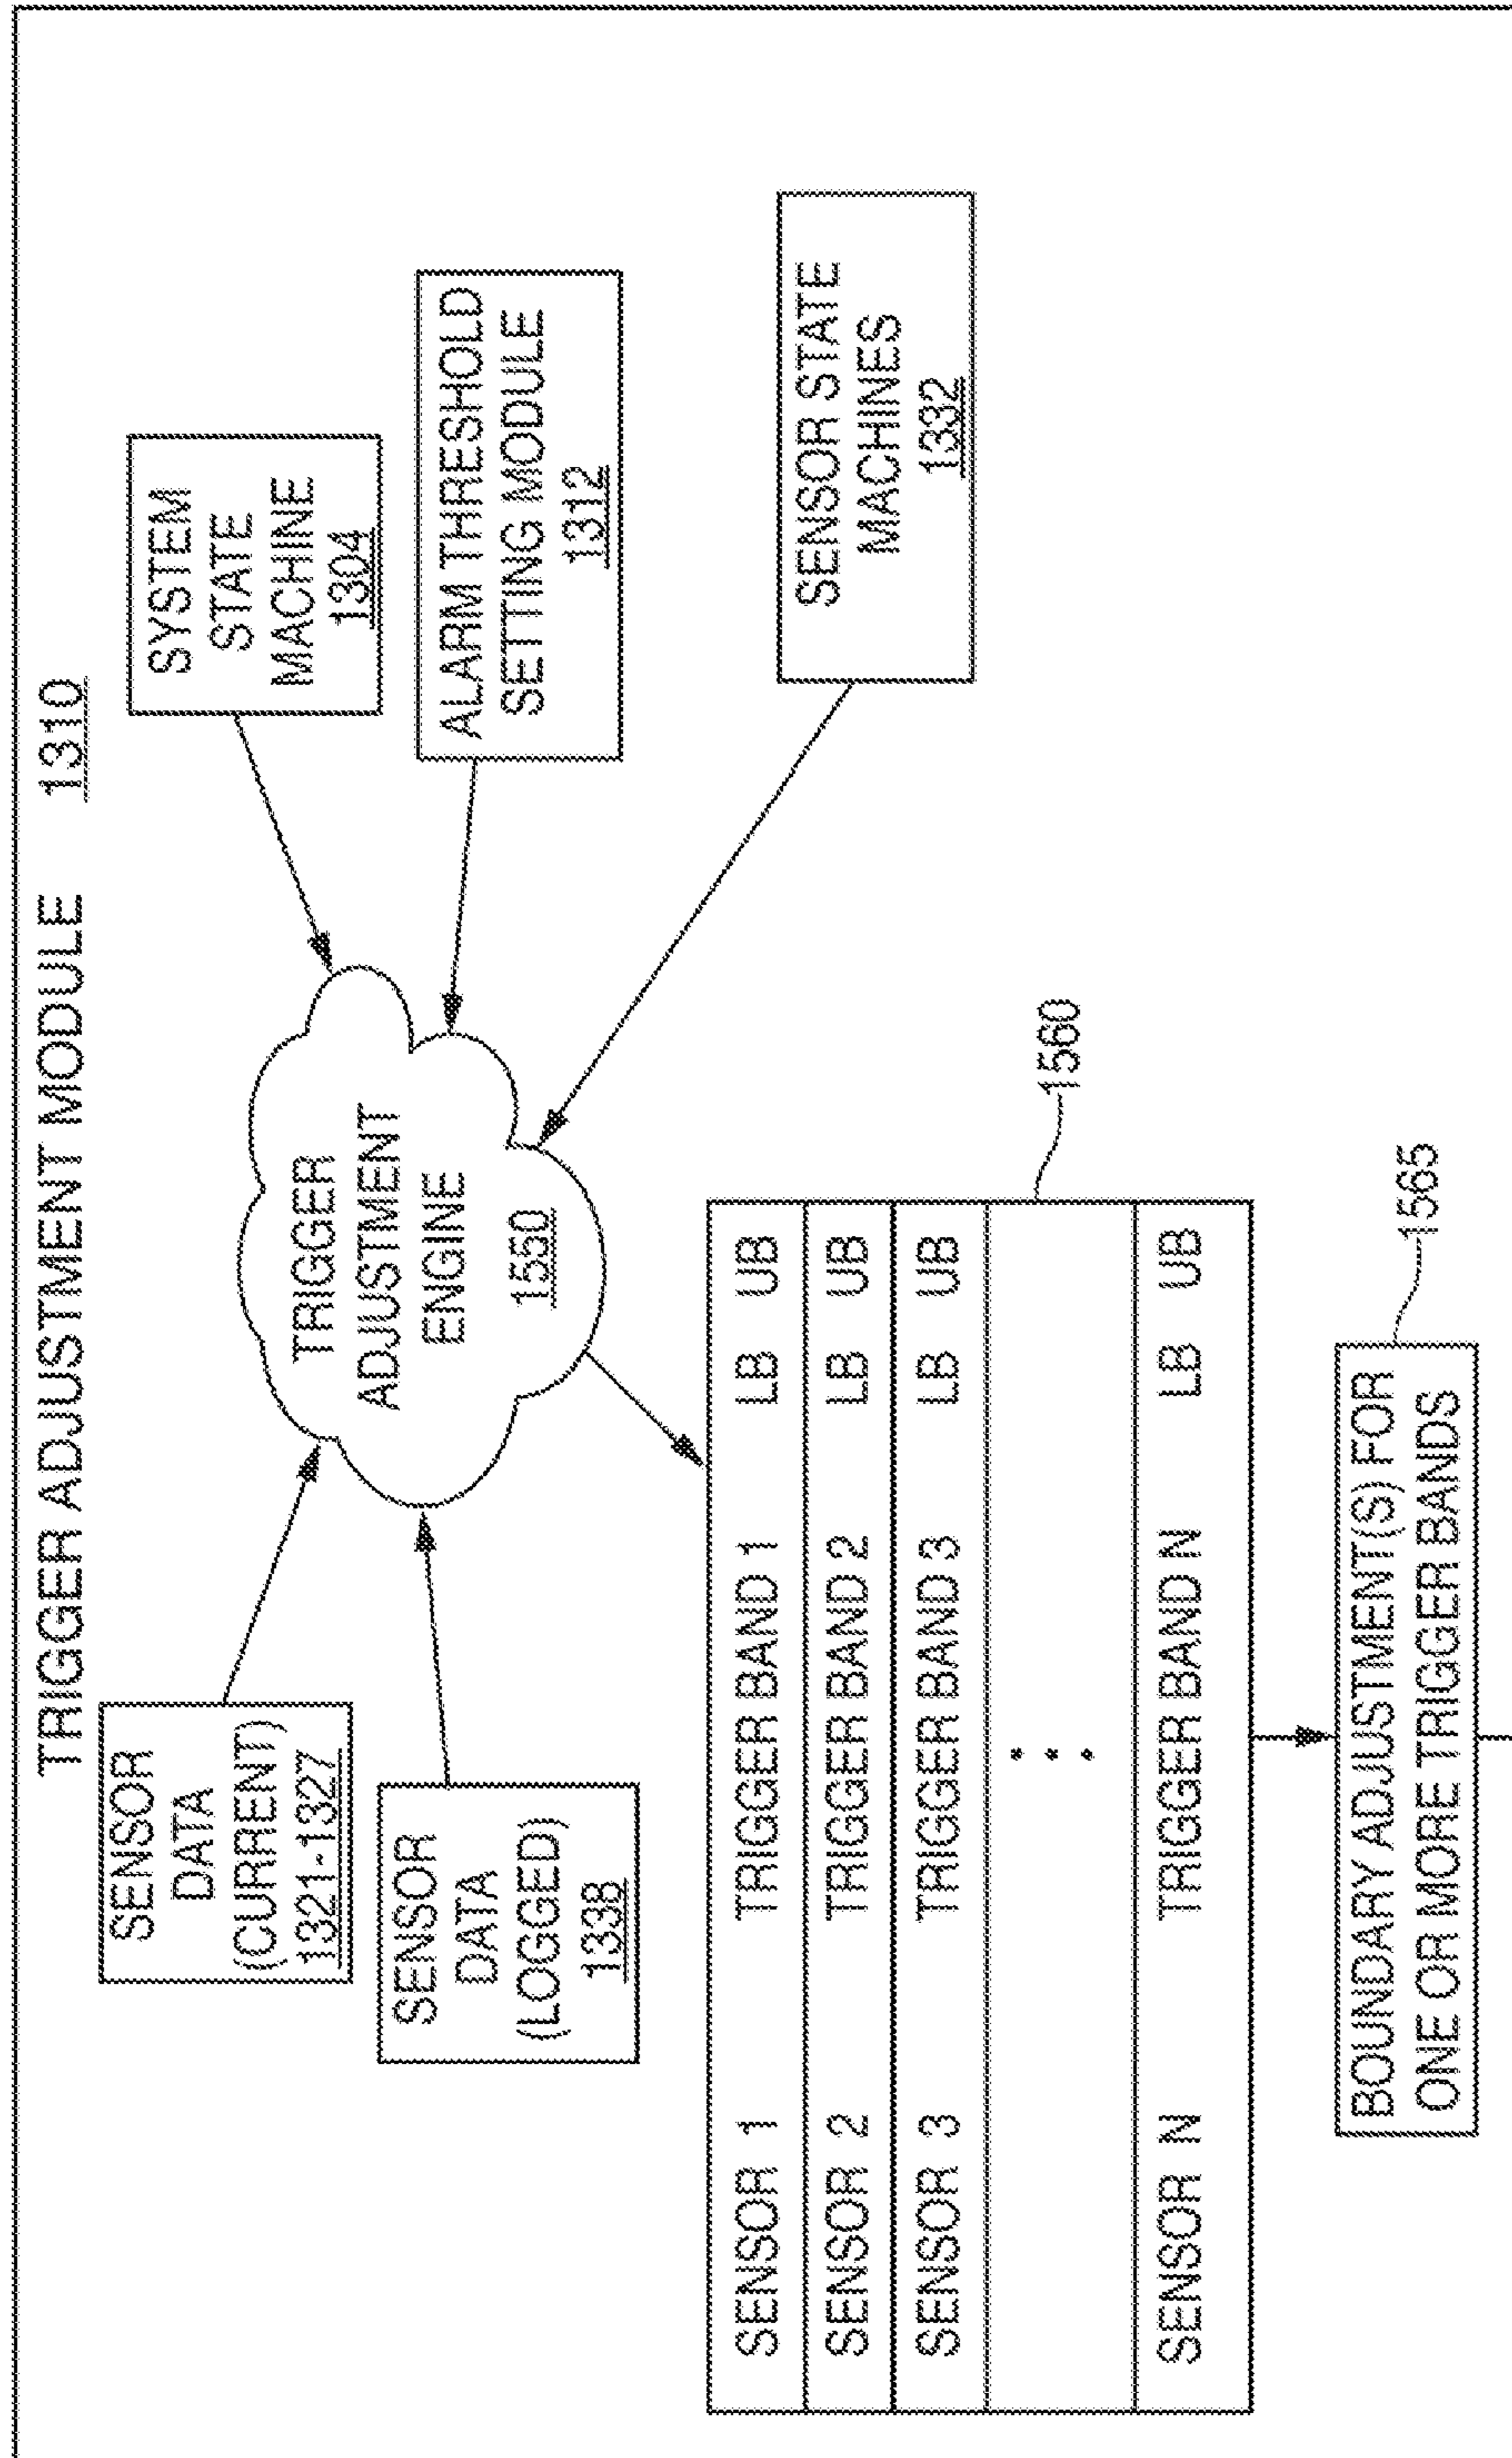 TRIGGER ADJUSTMENT MODULE 1310
SENSOR
DATA
(CURRENT)
1321-1327
SENSOR
DATA
(LOGGED)
1338
TRIGGER
ADJUSTMENT
ENGINE
1550
SYSTEM
STATE
MACHINE
1304
ALARM THRESHOLD
SETTING MODULE
1312
SENSOR STATE
MACHINES
1332
SENSOR 1 TRIGGER BAND 1 LB UB
SENSOR 2 TRIGGER BAND 2 LB UB
SENSOR 3 TRIGGER BAND 3 LB UB
• • •
SENSOR N TRIGGER BAND N LB UB
1560
BOUNDARY ADJUSTMENT(S) FOR
ONE OR MORE TRIGGER BANDS
1565